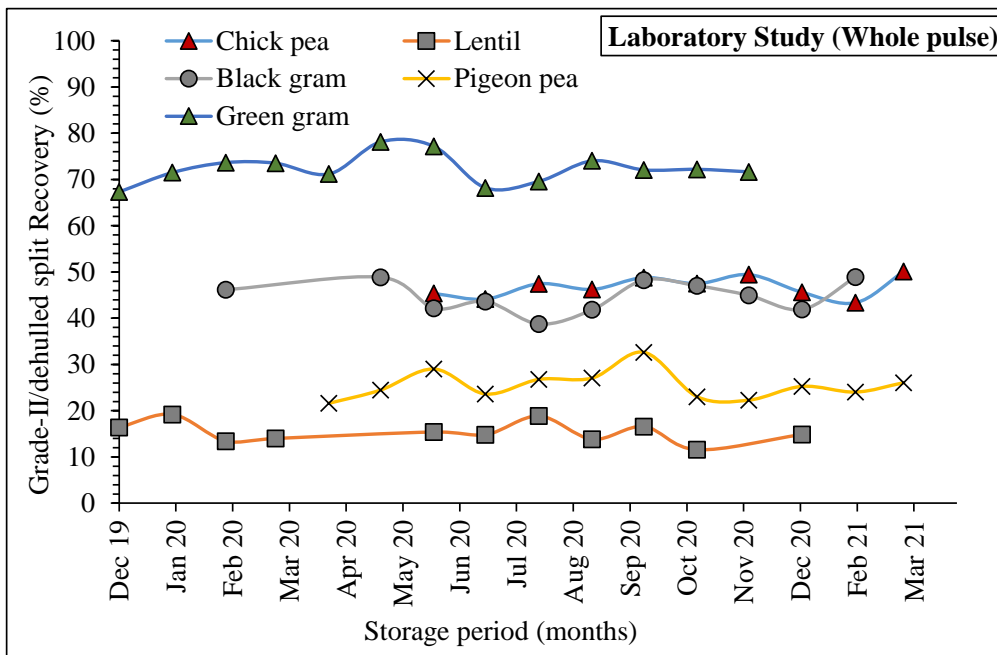 Laboratory Study (Whole pulse)
Chick pea
Lentil
Black gram
Pigeon pea
Green gram
Grade-II/dehulled split Recovery (%)
100
90
80
70
60
50
40
30
20
10
0
Dec 19
Jan 20
Feb 20
Mar 20
Apr 20
May 20
Jun 20
Jul 20
Aug 20
Sep 20
Oct 20
Nov 20
Dec 20
Feb 21
Mar 21
Storage period (months)